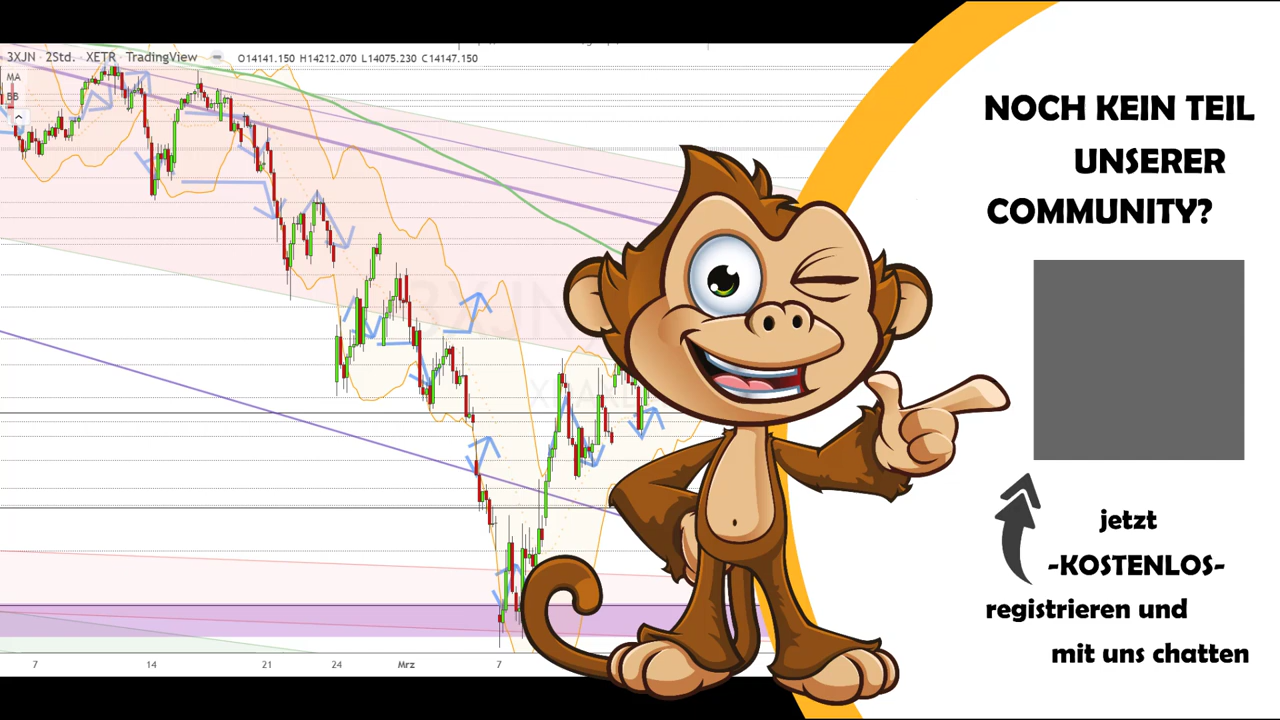 3XJN · 2Std. · XETR · TradingView O14141.150 H14212.070 L14075.230 C14147.150
MA
BB
NOCH KEIN TEIL
UNSERER
COMMUNITY?
jetzt
-KOSTENLOS-
registrieren und
mit uns chatten
7 14 21 24 Mrz 7